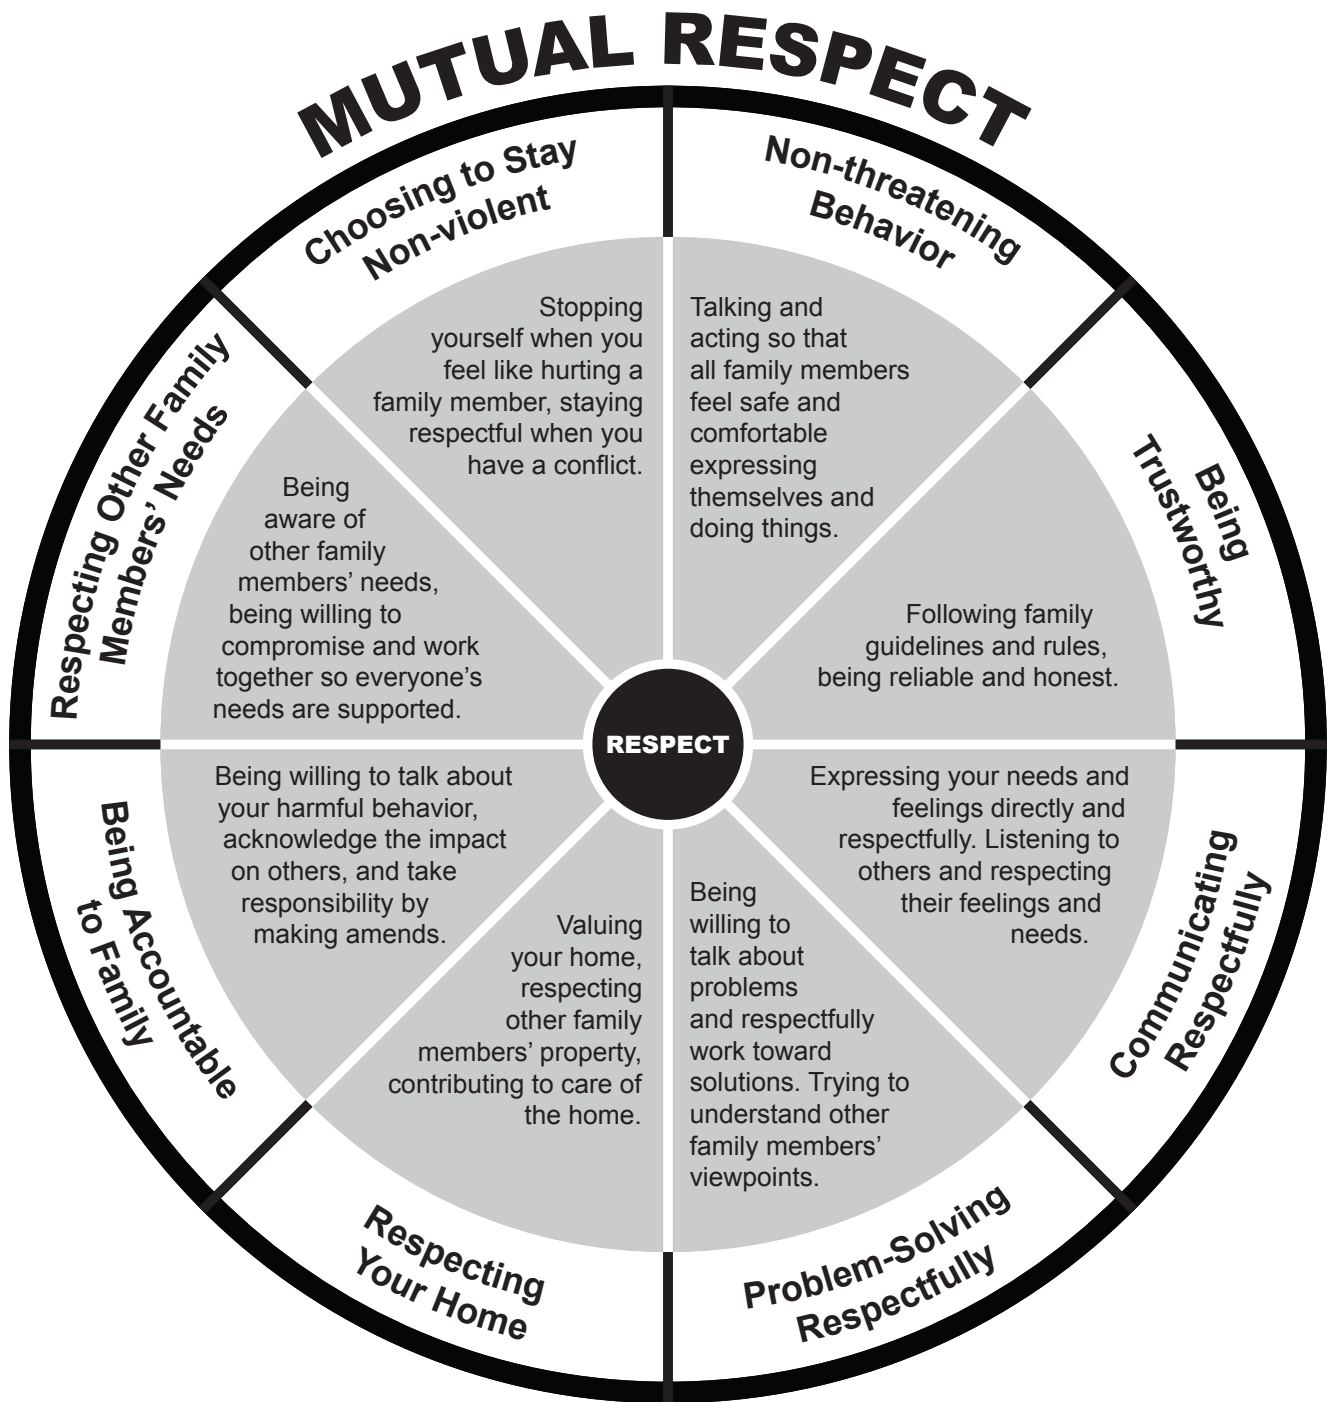 MUTUAL RESPECT
Choosing to Stay
Non-violent
Stopping
yourself when you
feel like hurting a
family member, staying
respectful when you
have a conflict.
Non-threatening
Behavior
Talking and
acting so that
all family members
feel safe and
comfortable
expressing
themselves and
doing things.
Being
Trustworthy
Following family
guidelines and rules,
being reliable and honest.
Communicating
Respectfully
Expressing your needs and
feelings directly and
respectfully. Listening to
others and respecting
their feelings and
needs.
Problem-Solving
Respectfully
Being
willing to
talk about
problems
and respectfully
work toward
solutions. Trying to
understand other
family members’
viewpoints.
Respecting
Your Home
Valuing
your home,
respecting
other family
members’ property,
contributing to care of
the home.
Being Accountable
to Family
Being willing to talk about
your harmful behavior,
acknowledge the impact
on others, and take
responsibility by
making amends.
Respecting Other Family
Members’ Needs
Being
aware of
other family
members’ needs,
being willing to
compromise and work
together so everyone’s
needs are supported.
RESPECT